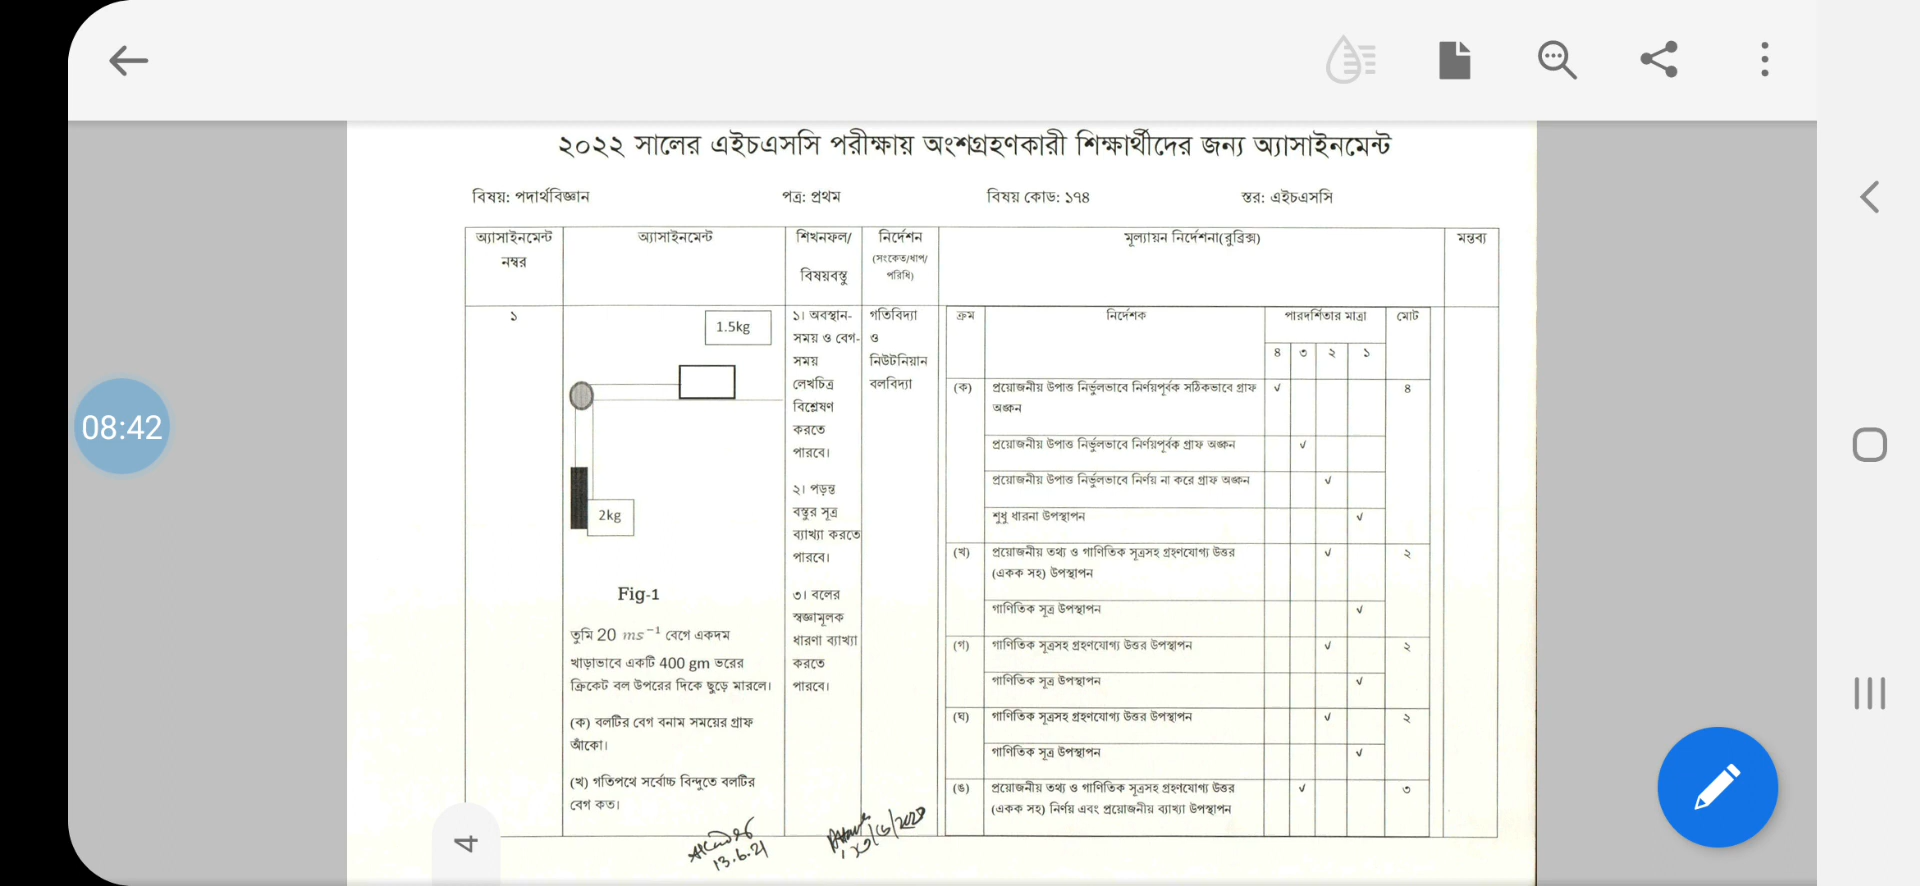 ২০২২ সালের এইচএসসি পরীক্ষায় অংশগ্রহণকারী শিক্ষার্থীদের জন্য অ্যাসাইনমেন্ট
বিষয়: পদার্থবিজ্ঞান পত্র: প্রথম বিষয় কোড: ১৭৪ স্তর: এইচএসসি
অ্যাসাইনমেন্ট
নম্বর
অ্যাসাইনমেন্ট
শিখনফল/
বিষয়বস্তু
নির্দেশন
(সংকেত/ধাপ/
পরিধি)
মূল্যায়ন নির্দেশনা(রুব্রিক্স)
মন্তব্য
১
1.5kg
2kg
Fig-1
তুমি 20 ms⁻¹ বেগে একদম
খাড়াভাবে একটি 400 gm ভরের
ক্রিকেট বল উপরের দিকে ছুড়ে মারলে।
(ক) বলটির বেগ বনাম সময়ের গ্রাফ
আঁকো।
(খ) গতিপথে সর্বোচ্চ বিন্দুতে বলটির
বেগ কত।
১। অবস্থান-
সময় ও বেগ-
সময়
লেখচিত্র
বিশ্লেষণ
করতে
পারবে।
২। পড়ন্ত
বস্তুর সূত্র
ব্যাখ্যা করতে
পারবে।
৩। বলের
স্বজ্ঞামূলক
ধারণা ব্যাখ্যা
করতে
পারবে।
গতিবিদ্যা
ও
নিউটনিয়ান
বলবিদ্যা
ক্রম নির্দেশক পারদর্শিতার মাত্রা মোট
৪ ৩ ২ ১
(ক) প্রয়োজনীয় উপাত্ত নির্ভুলভাবে নির্ণয়পূর্বক সঠিকভাবে গ্রাফ √ ৪
অঙ্কন
প্রয়োজনীয় উপাত্ত নির্ভুলভাবে নির্ণয়পূর্বক গ্রাফ অঙ্কন √
প্রয়োজনীয় উপাত্ত নির্ভুলভাবে নির্ণয় না করে গ্রাফ অঙ্কন √
শুধু ধারনা উপস্থাপন √
(খ) প্রয়োজনীয় তথ্য ও গাণিতিক সূত্রসহ গ্রহণযোগ্য উত্তর √ ২
(একক সহ) উপস্থাপন
গাণিতিক সূত্র উপস্থাপন √
(গ) গাণিতিক সূত্রসহ গ্রহণযোগ্য উত্তর উপস্থাপন √ ২
গাণিতিক সূত্র উপস্থাপন √
(ঘ) গাণিতিক সূত্রসহ গ্রহণযোগ্য উত্তর উপস্থাপন √ ২
গাণিতিক সূত্র উপস্থাপন √
(ঙ) প্রয়োজনীয় তথ্য ও গাণিতিক সূত্রসহ গ্রহণযোগ্য উত্তর √ ৩
(একক সহ) নির্ণয় এবং প্রয়োজনীয় ব্যাখ্যা উপস্থাপন
13.6.21
08:42
4